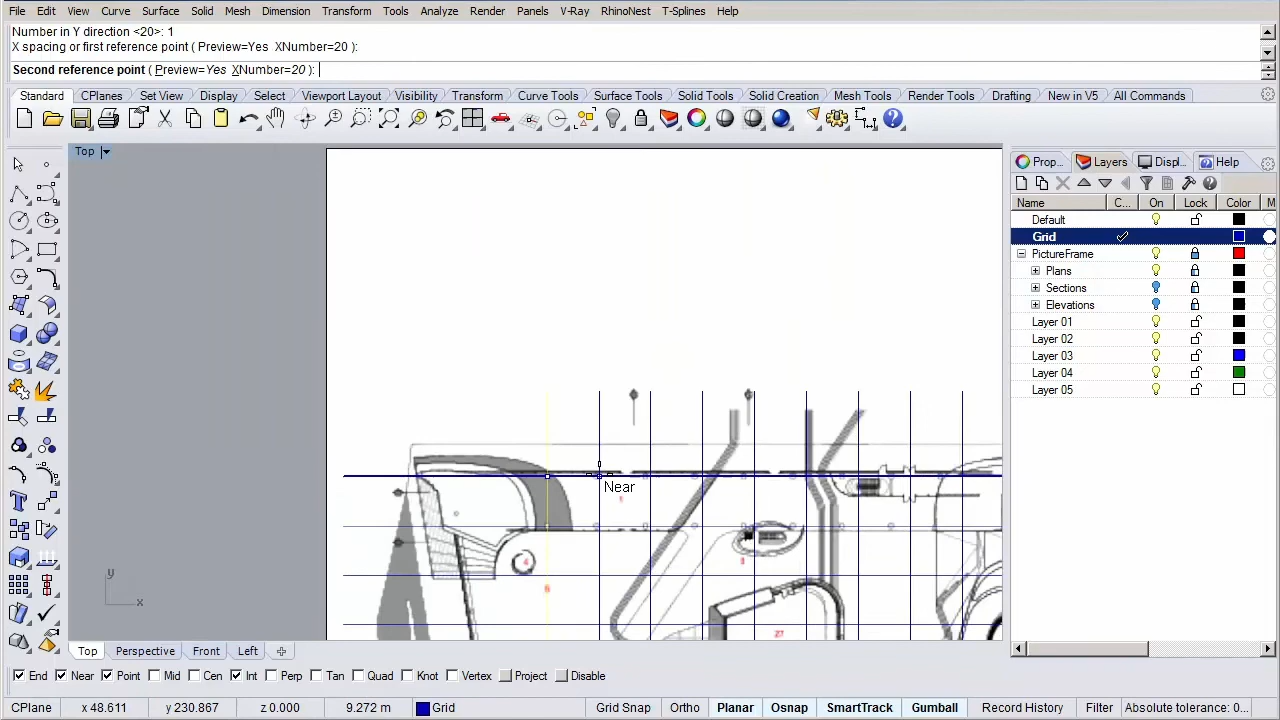 File Edit View Curve Surface Solid Mesh Dimension Transform Tools Analyze Render Panels V-Ray RhinoNest T-Splines Help
Number in Y direction <20>: 1
X spacing or first reference point ( Preview=Yes XNumber=20 ):
Second reference point ( Preview=Yes XNumber=20 ):
Standard CPlanes Set View Display Select Viewport Layout Visibility Transform Curve Tools Surface Tools Solid Tools Solid Creation Mesh Tools Render Tools Drafting New in V5 All Commands
Top
Prop... Layers Displ... Help
Name C... On Lock Color M
Default
Grid
PictureFrame
Plans
Sections
Elevations
Layer 01
Layer 02
Layer 03
Layer 04
Layer 05
Near
4
27
y
x
Top Perspective Front Left
End Near Point Mid Cen Int Perp Tan Quad Knot Vertex Project Disable
CPlane x 48.611 y 230.867 z 0.000 9.272 m Grid Grid Snap Ortho Planar Osnap SmartTrack Gumball Record History Filter Absolute tolerance: 0...